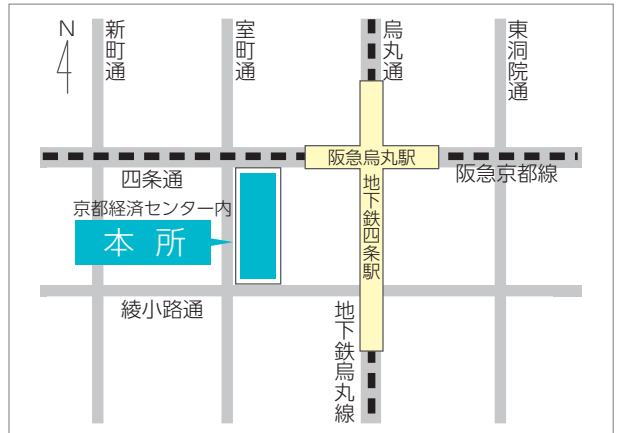 N
新町通
室町通
烏丸通
東洞院通
阪急烏丸駅
四条通
阪急京都線
地下鉄四条駅
京都経済センター内
本所
綾小路通
地下鉄烏丸線